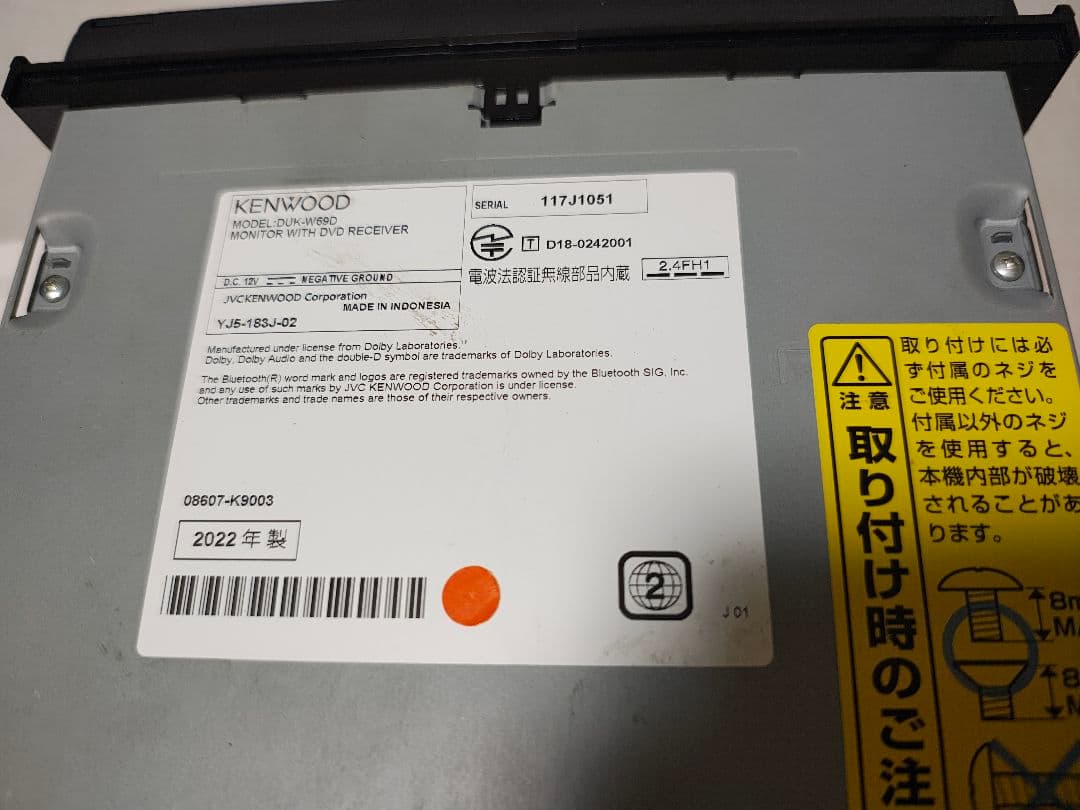 KENWOOD
MODEL:DUK-W69D
MONITOR WITH DVD RECEIVER
D.C. 12V NEGATIVE GROUND
JVCKENWOOD Corporation
MADE IN INDONESIA
YJ5-183J-02
SERIAL 117J1051
T D18-0242001
電波法認証無線部品内蔵 2.4FH1
Manufactured under license from Dolby Laboratories.
Dolby, Dolby Audio and the double-D symbol are trademarks of Dolby Laboratories.
The Bluetooth(R) word mark and logos are registered trademarks owned by the Bluetooth SIG, Inc.
and any use of such marks by JVC KENWOOD Corporation is under license.
Other trademarks and trade names are those of their respective owners.
08607-K9003
2022年製
2
J 01
注意
取り付け時のご注
取り付けには必
ず付属のネジを
ご使用ください。
付属以外のネジ
を使用すると、
本機内部が破壊
されることがあ
ります。
8m
MA
8
M